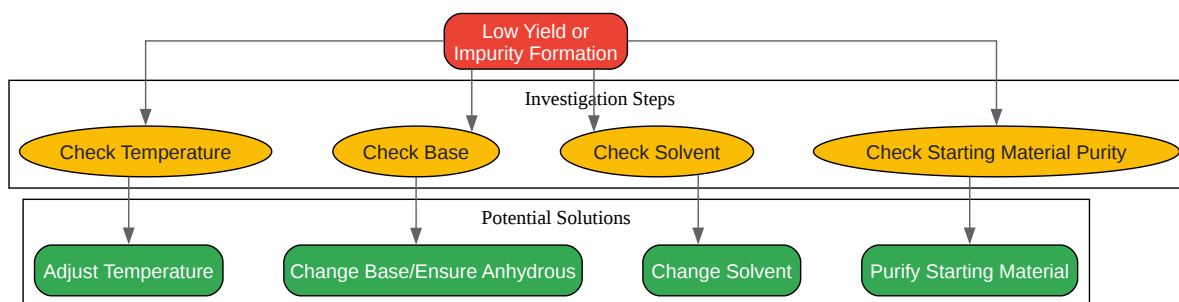 Low Yield or
Impurity Formation
Investigation Steps
Check Temperature
Check Base
Check Solvent
Check Starting Material Purity
Potential Solutions
Adjust Temperature
Change Base/Ensure Anhydrous
Change Solvent
Purify Starting Material